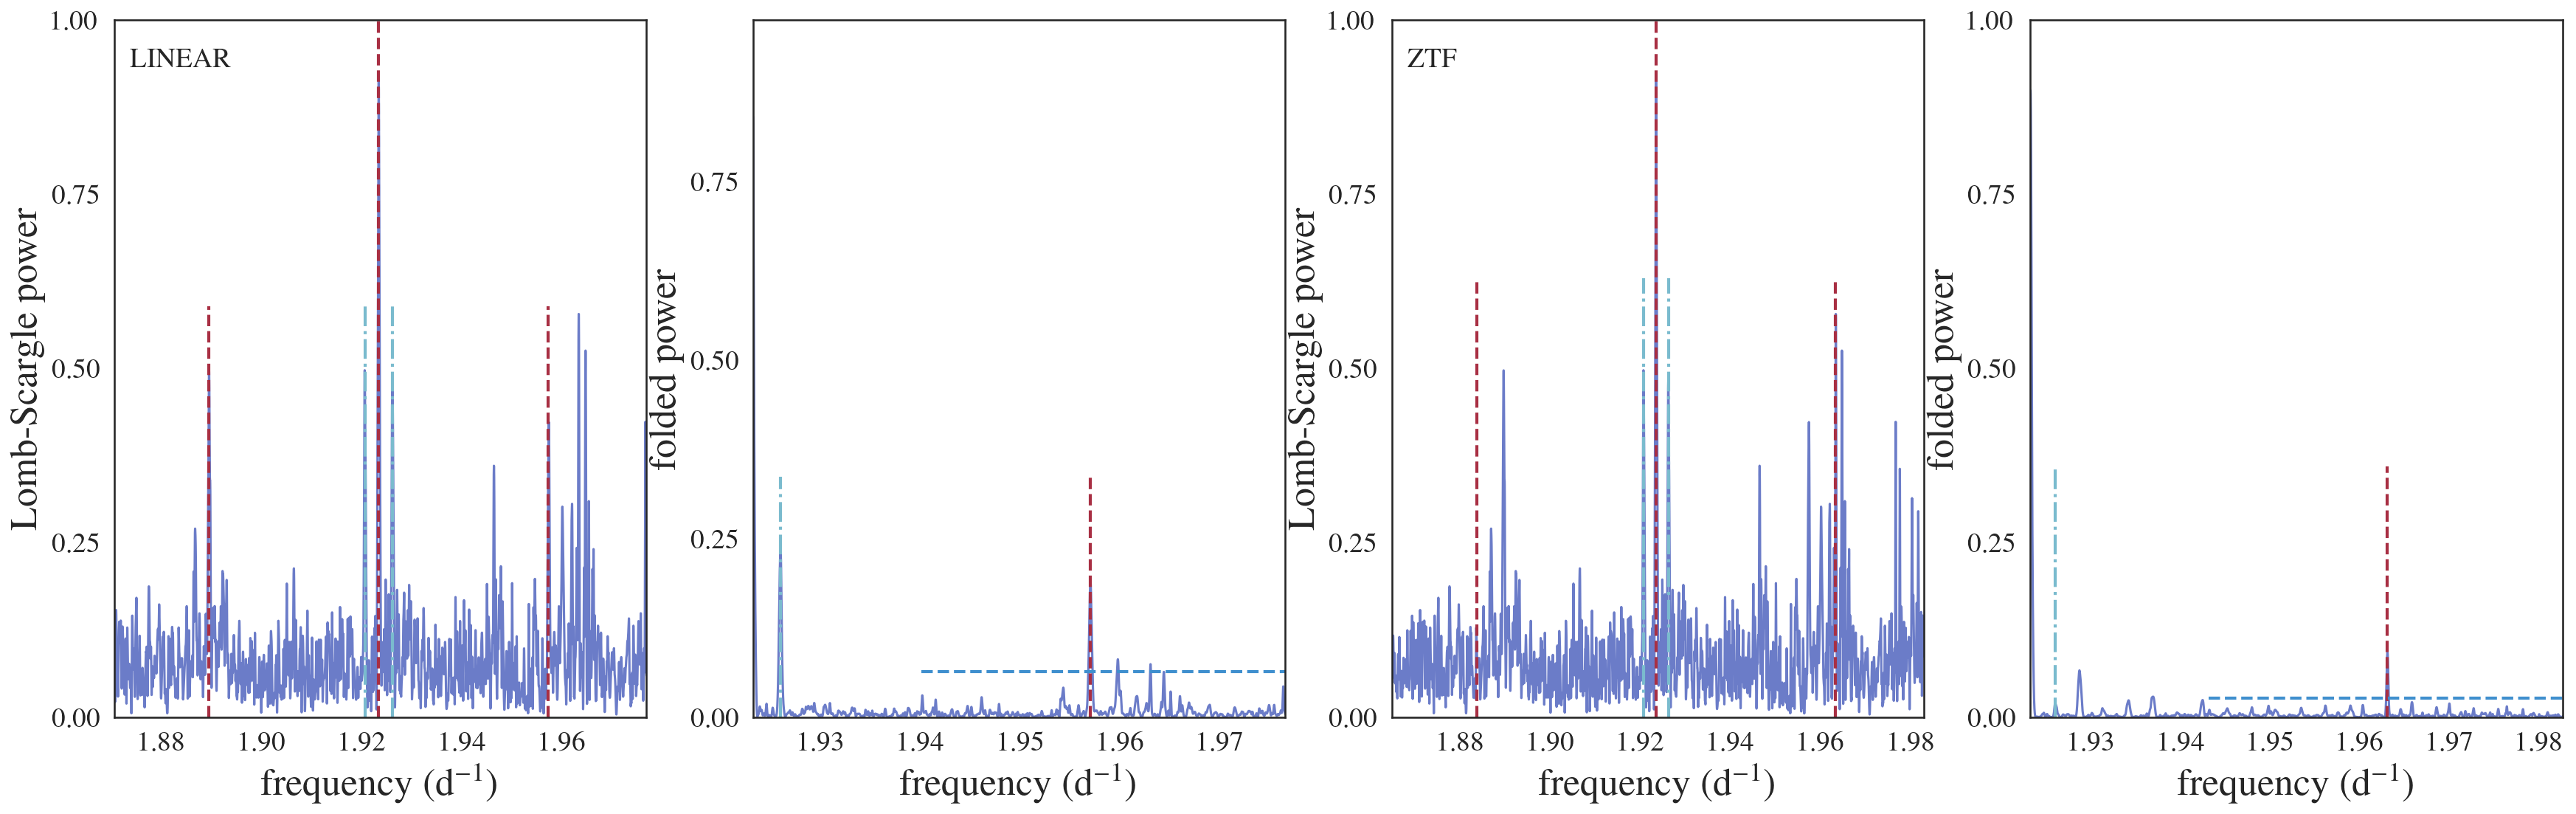 LINEAR
Lomb-Scargle power
1.00
0.75
0.50
0.25
0.00
1.88 1.90 1.92 1.94 1.96
frequency (d⁻¹)
folded power
0.75
0.50
0.25
0.00
1.93 1.94 1.95 1.96 1.97
frequency (d⁻¹)
ZTF
Lomb-Scargle power
1.00
0.75
0.50
0.25
0.00
1.88 1.90 1.92 1.94 1.96 1.98
frequency (d⁻¹)
folded power
1.00
0.75
0.50
0.25
0.00
1.93 1.94 1.95 1.96 1.97 1.98
frequency (d⁻¹)